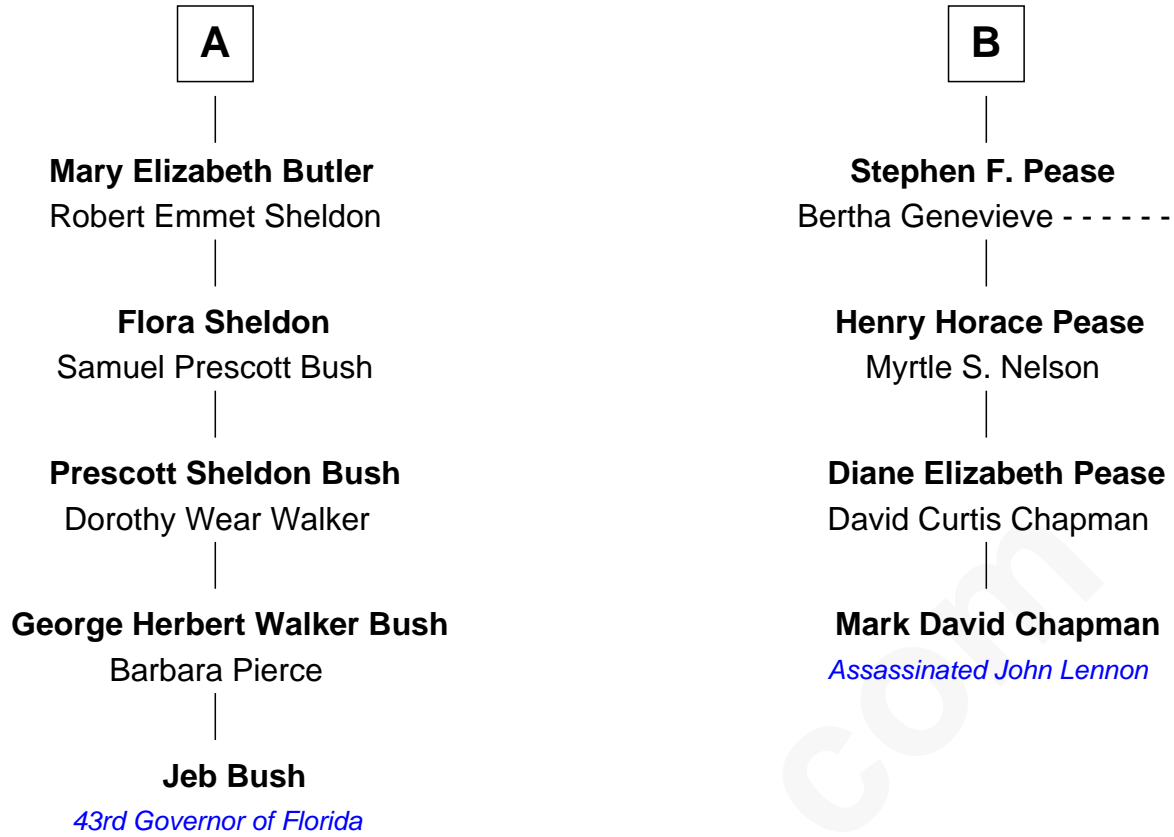 A
Mary Elizabeth Butler
Robert Emmet Sheldon
Flora Sheldon
Samuel Prescott Bush
Prescott Sheldon Bush
Dorothy Wear Walker
George Herbert Walker Bush
Barbara Pierce
Jeb Bush
43rd Governor of Florida
B
Stephen F. Pease
Bertha Genevieve - - - - - -
Henry Horace Pease
Myrtle S. Nelson
Diane Elizabeth Pease
David Curtis Chapman
Mark David Chapman
Assassinated John Lennon
com